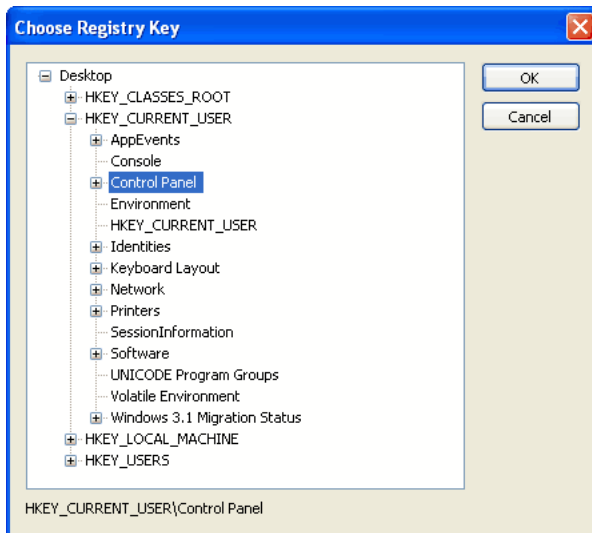 Choose Registry Key
Desktop
OK
HKEY_CLASSES_ROOT
HKEY_CURRENT_USER
Cancel
AppEvents
Console
Control Panel
Environment
HKEY_CURRENT_USER
Identities
Keyboard Layout
Network
Printers
SessionInformation
Software
UNICODE Program Groups
Volatile Environment
Windows 3.1 Migration Status
HKEY_LOCAL_MACHINE
HKEY_USERS
HKEY_CURRENT_USER\Control Panel